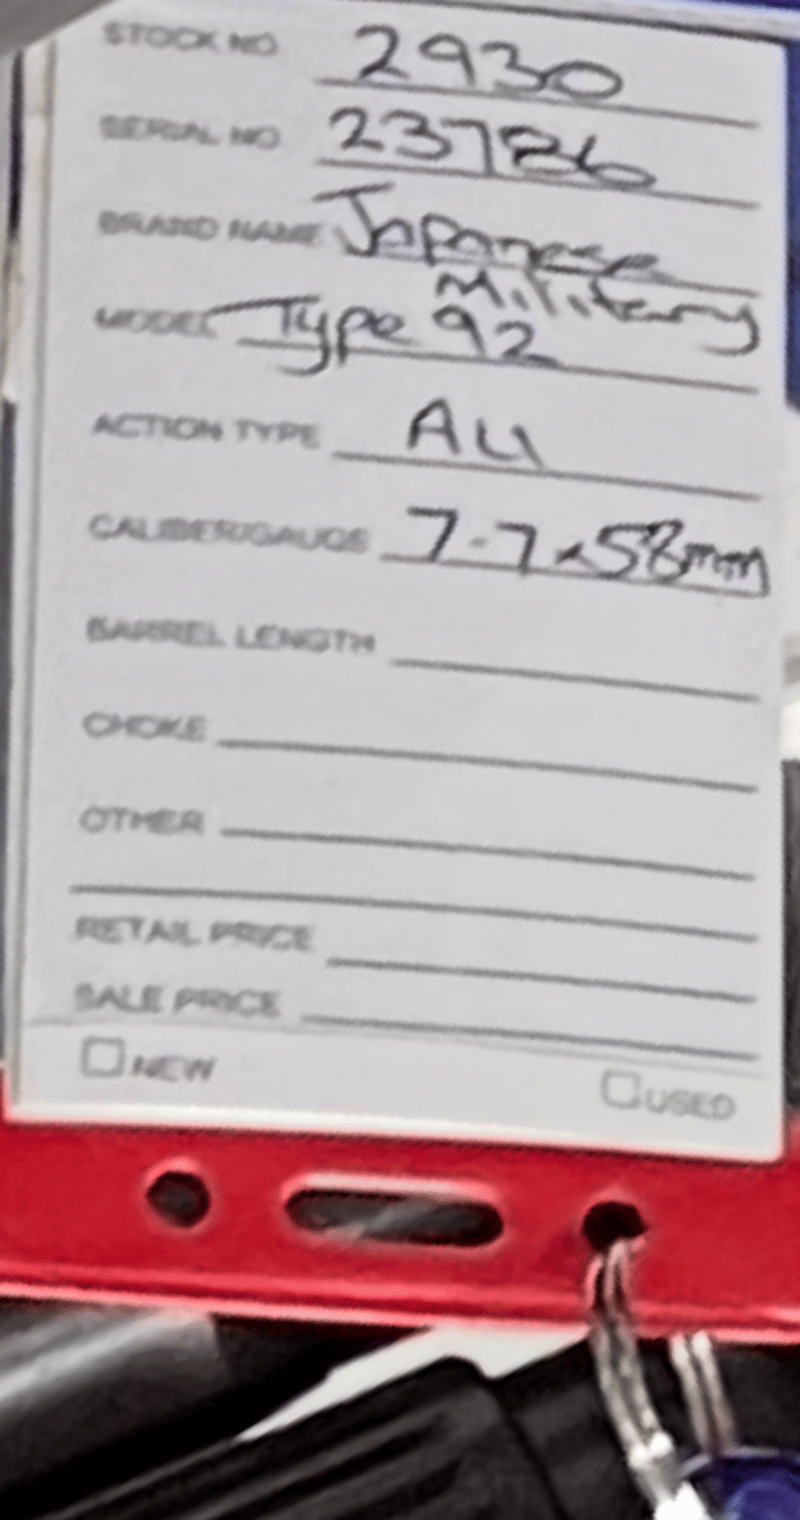 STOCK NO 2930
SERIAL NO 23786
BRAND NAME Japanese
Military
MODEL Type 92
ACTION TYPE AU
CALIBER/GAUGE 7.7x58mm
BARREL LENGTH
CHOKE
OTHER
RETAIL PRICE
SALE PRICE
NEW USED